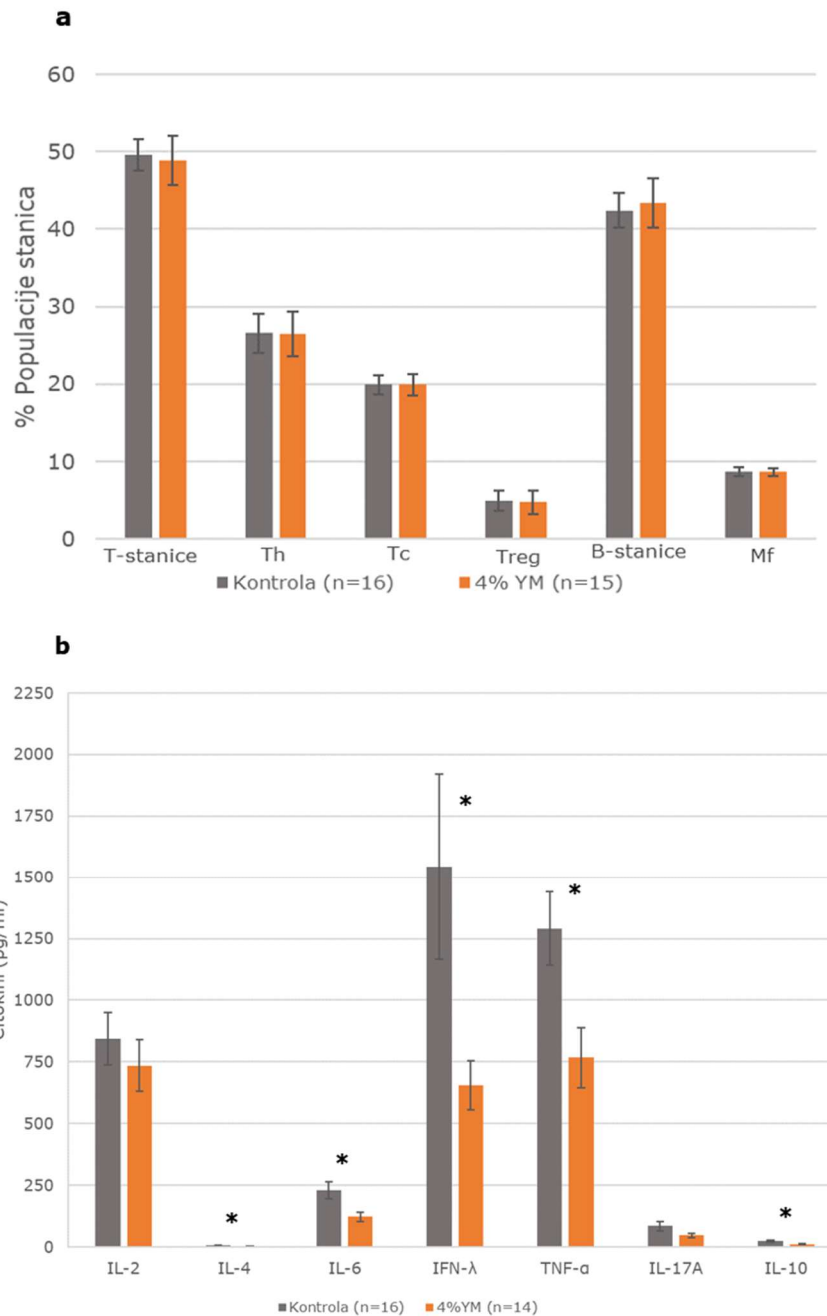 a
60
50
40
30
20
10
0
% Populacije stanica
T-stanice Th Tc Treg B-stanice Mf
Kontrola (n=16) 4% YM (n=15)
b
2250
2000
1750
1500
1250
1000
750
500
250
0
* * * * *
IL-2 IL-4 IL-6 IFN-λ TNF-α IL-17A IL-10
Kontrola (n=16) 4%YM (n=14)